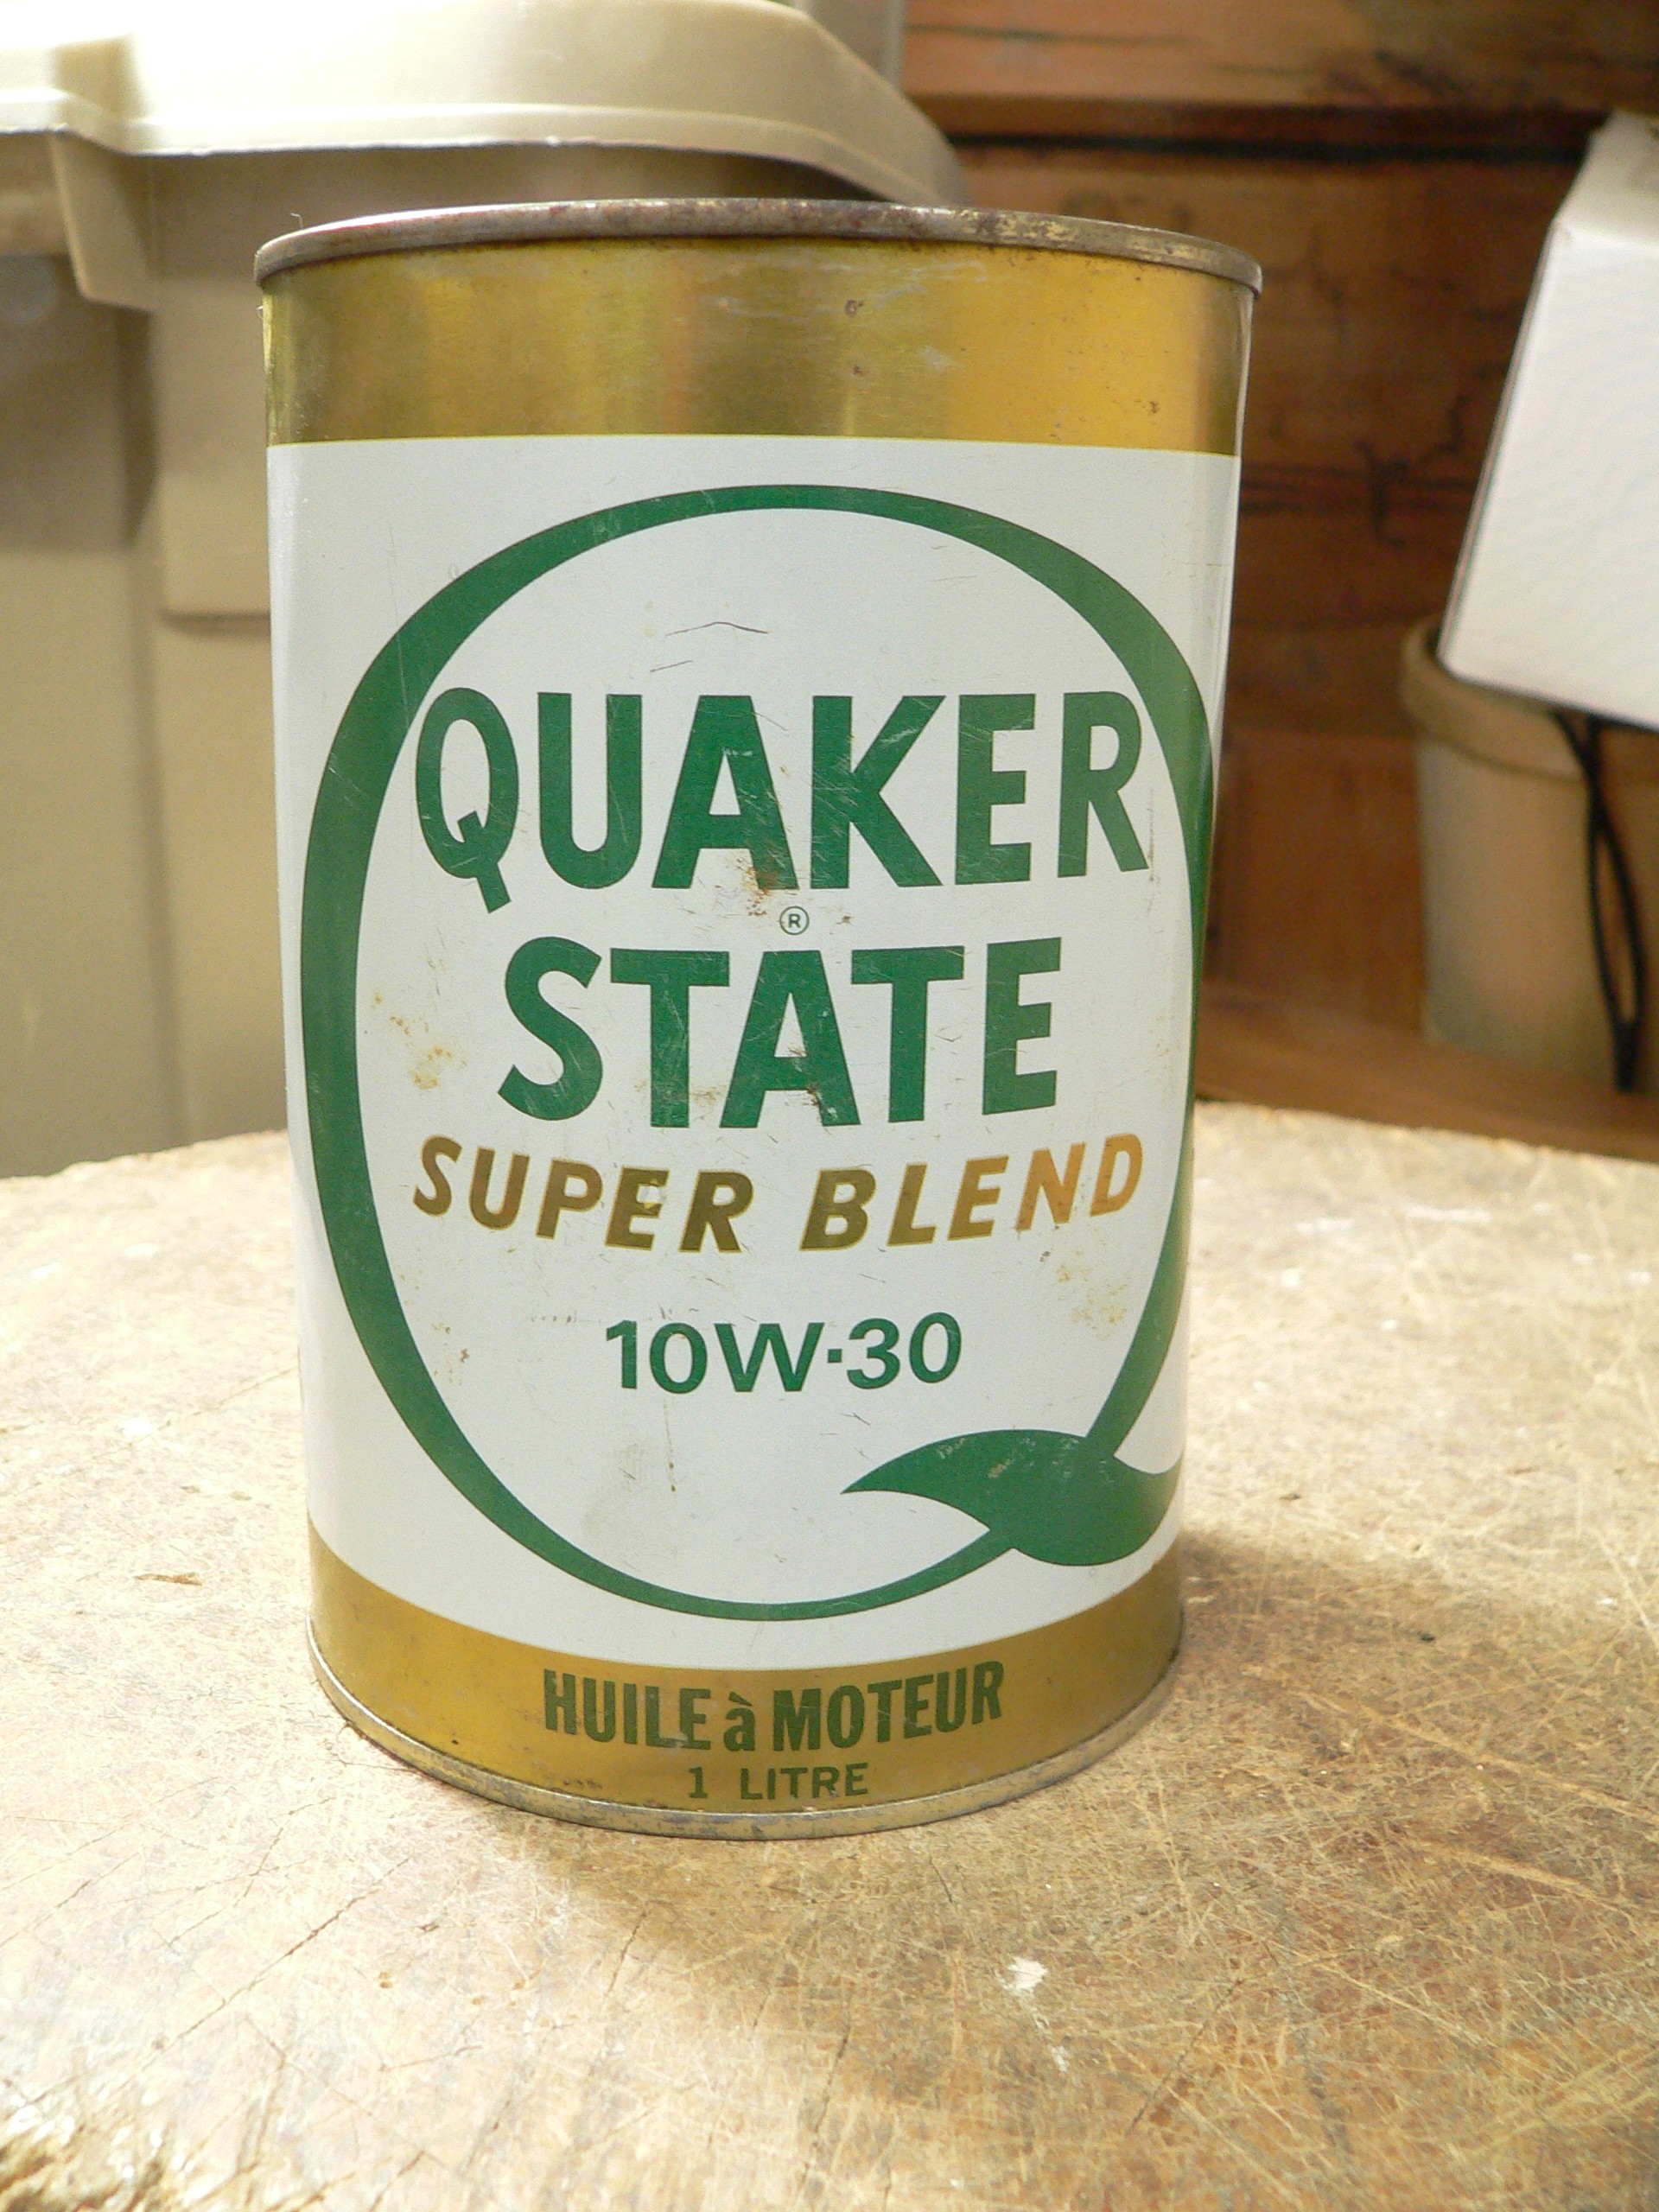 QUAKER
®
STATE
SUPER BLEND
10W-30
HUILE à MOTEUR
1 LITRE